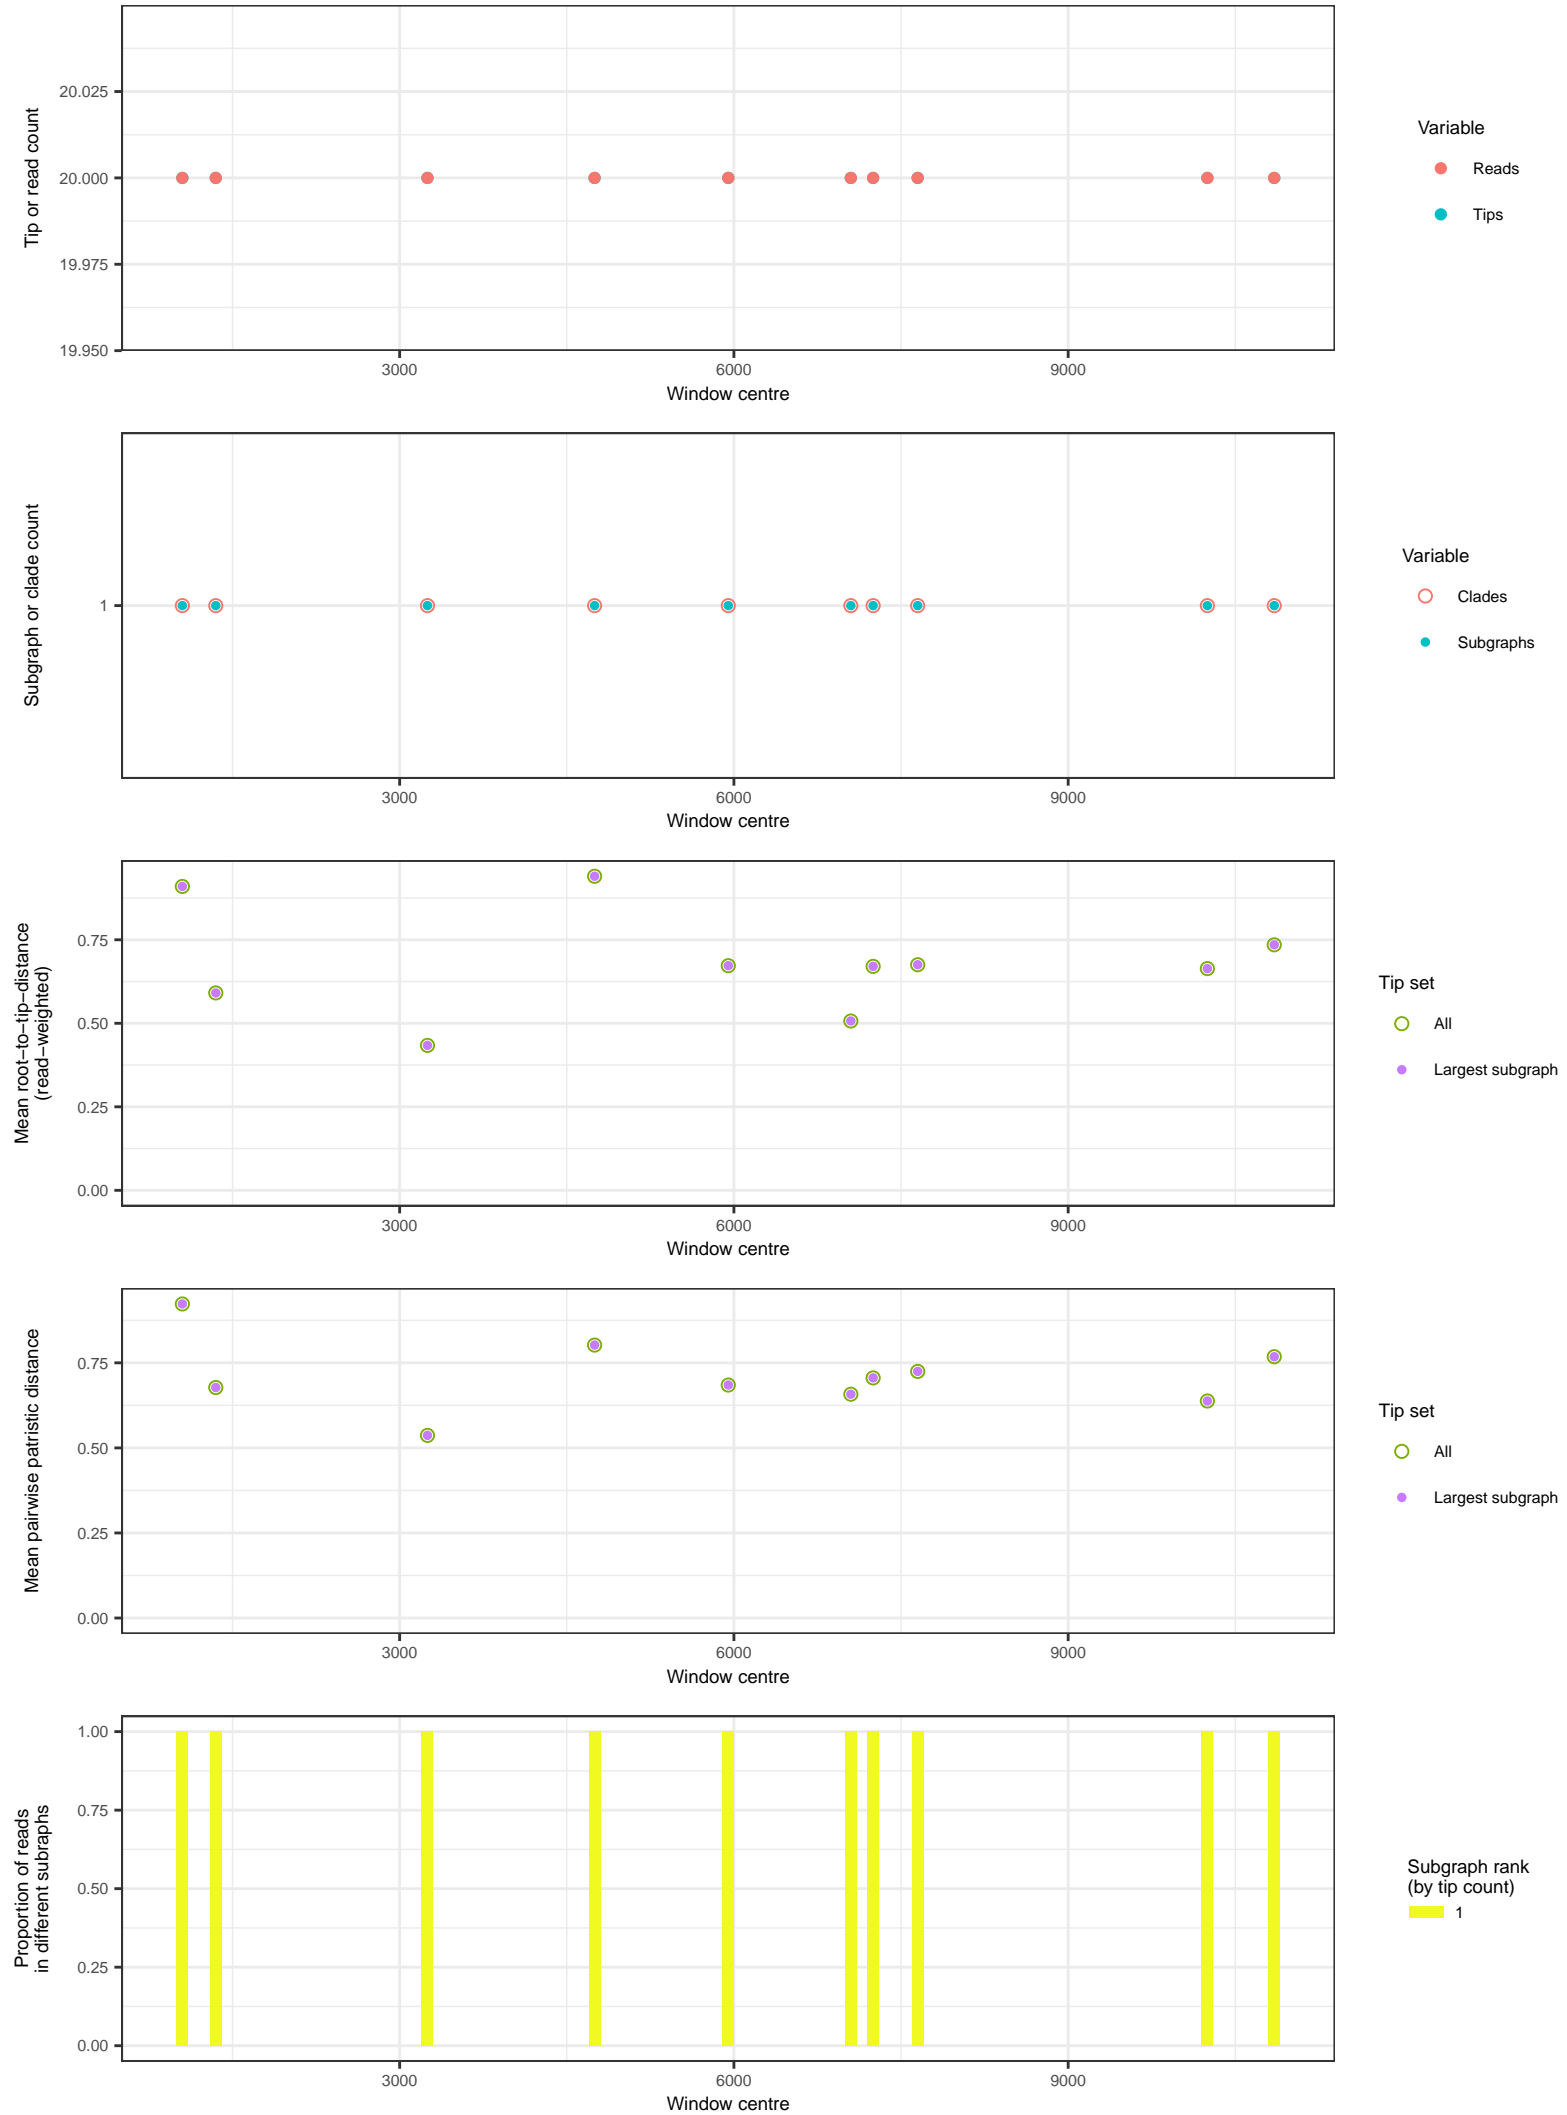 Tip or read count
20.025
20.000
19.975
19.950
3000
6000
9000
Window centre
Variable
Reads
Tips
Subgraph or clade count
1
3000
6000
9000
Window centre
Variable
Clades
Subgraphs
Mean root−to−tip−distance
(read−weighted)
0.75
0.50
0.25
0.00
3000
6000
9000
Window centre
Tip set
All
Largest subgraph
Mean pairwise patristic distance
0.75
0.50
0.25
0.00
3000
6000
9000
Window centre
Tip set
All
Largest subgraph
Proportion of reads
in different subraphs
1.00
0.75
0.50
0.25
0.00
3000
6000
9000
Window centre
Subgraph rank
(by tip count)
1